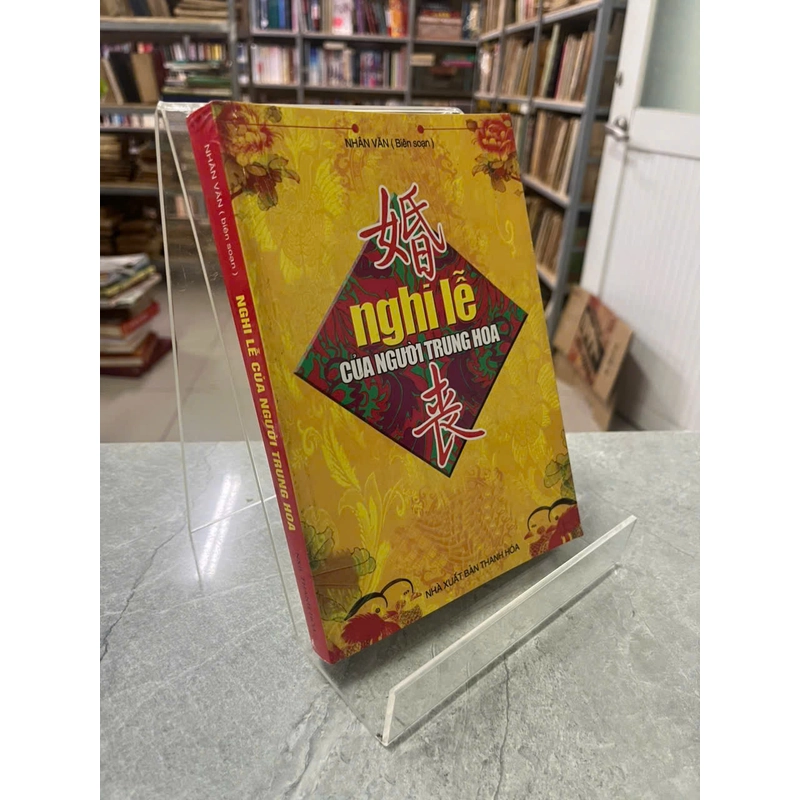 NHÂN VĂN ( Biên soạn )
婚
nghi lễ
CỦA NGƯỜI TRUNG HOA
喪
NHÀ XUẤT BẢN THANH HÓA
NHÂN VĂN ( biên soạn )
NGHI LỄ CỦA NGƯỜI TRUNG HOA